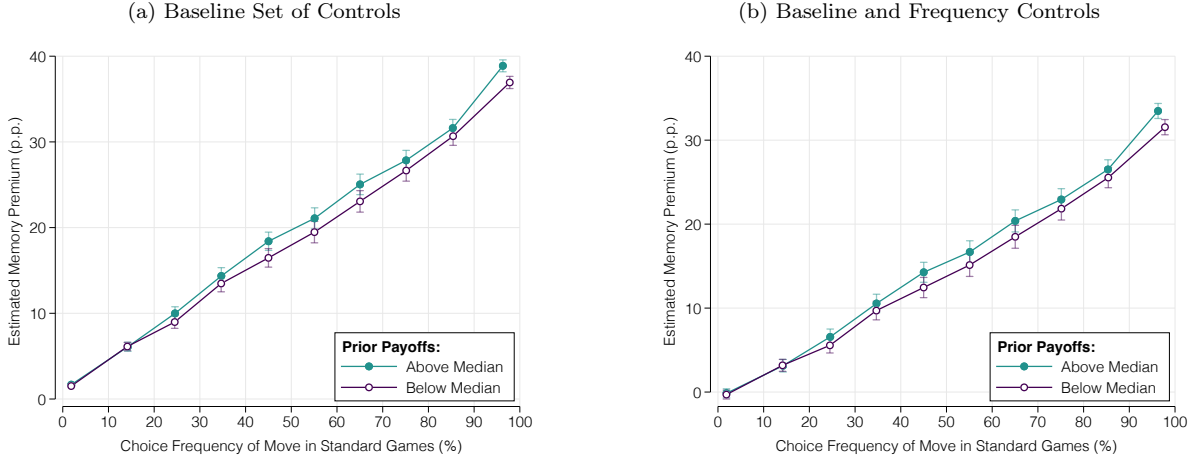 (a) Baseline Set of Controls
Estimated Memory Premium (p.p.)
40
30
20
10
0
0 10 20 30 40 50 60 70 80 90 100
Choice Frequency of Move in Standard Games (%)
Prior Payoffs:
Above Median
Below Median
(b) Baseline and Frequency Controls
Estimated Memory Premium (p.p.)
40
30
20
10
0
0 10 20 30 40 50 60 70 80 90 100
Choice Frequency of Move in Standard Games (%)
Prior Payoffs:
Above Median
Below Median